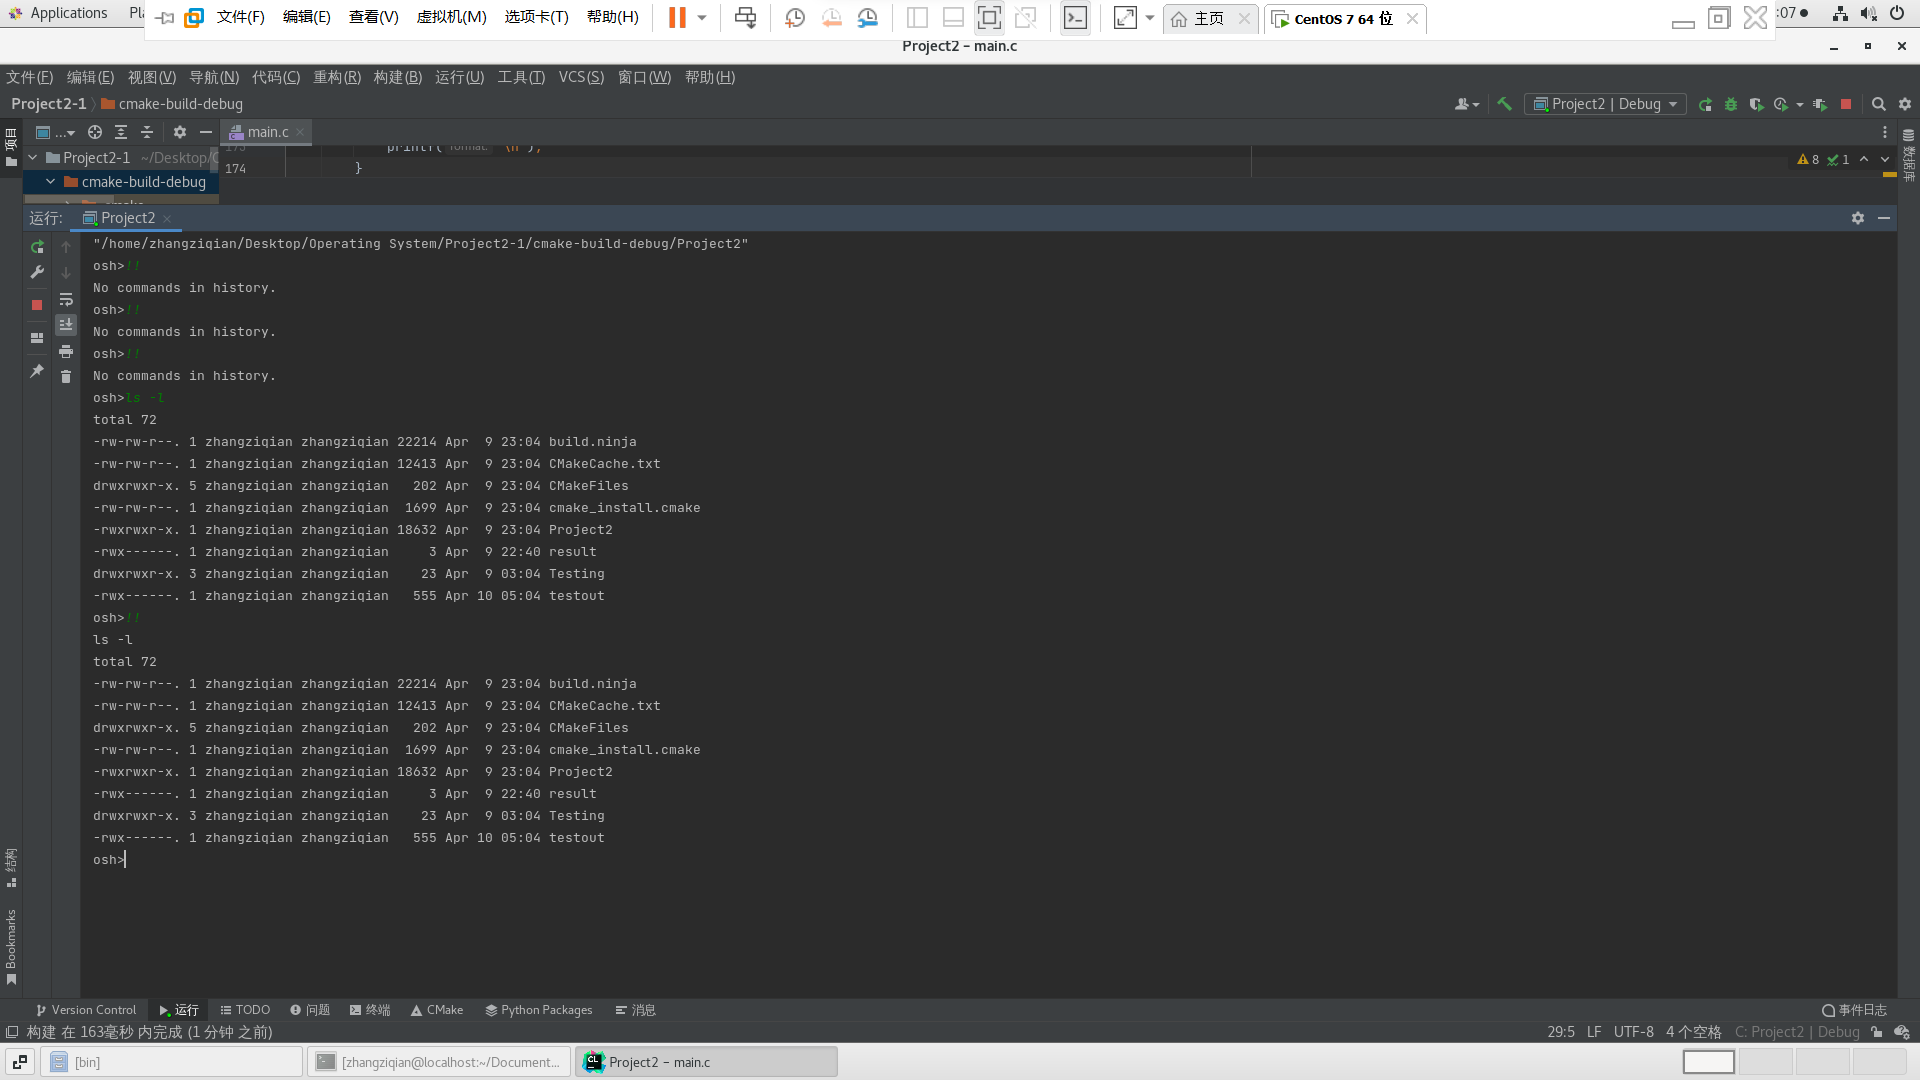 Applications
文件(F) 编辑(E) 查看(V) 虚拟机(M) 选项卡(T) 帮助(H)
主页
CentOS 7 64 位
:07
Project2 – main.c
文件(F) 编辑(E) 视图(V) 导航(N) 代码(C) 重构(R) 构建(B) 运行(U) 工具(T) VCS(S) 窗口(W) 帮助(H)
Project2-1 cmake-build-debug
Project2 | Debug
项目
...
main.c
数据库
Project2-1 ~/Desktop/
173 printf( format: "\n");
174 }
8 1
cmake-build-debug
cmake
运行: Project2
"/home/zhangziqian/Desktop/Operating System/Project2-1/cmake-build-debug/Project2"
osh>!!
No commands in history.
osh>!!
No commands in history.
osh>!!
No commands in history.
osh>ls -l
total 72
-rw-rw-r--. 1 zhangziqian zhangziqian 22214 Apr  9 23:04 build.ninja
-rw-rw-r--. 1 zhangziqian zhangziqian 12413 Apr  9 23:04 CMakeCache.txt
drwxrwxr-x. 5 zhangziqian zhangziqian   202 Apr  9 23:04 CMakeFiles
-rw-rw-r--. 1 zhangziqian zhangziqian  1699 Apr  9 23:04 cmake_install.cmake
-rwxrwxr-x. 1 zhangziqian zhangziqian 18632 Apr  9 23:04 Project2
-rwx------. 1 zhangziqian zhangziqian     3 Apr  9 22:40 result
drwxrwxr-x. 3 zhangziqian zhangziqian    23 Apr  9 03:04 Testing
-rwx------. 1 zhangziqian zhangziqian   555 Apr 10 05:04 testout
osh>!!
ls -l
total 72
-rw-rw-r--. 1 zhangziqian zhangziqian 22214 Apr  9 23:04 build.ninja
-rw-rw-r--. 1 zhangziqian zhangziqian 12413 Apr  9 23:04 CMakeCache.txt
drwxrwxr-x. 5 zhangziqian zhangziqian   202 Apr  9 23:04 CMakeFiles
-rw-rw-r--. 1 zhangziqian zhangziqian  1699 Apr  9 23:04 cmake_install.cmake
-rwxrwxr-x. 1 zhangziqian zhangziqian 18632 Apr  9 23:04 Project2
-rwx------. 1 zhangziqian zhangziqian     3 Apr  9 22:40 result
drwxrwxr-x. 3 zhangziqian zhangziqian    23 Apr  9 03:04 Testing
-rwx------. 1 zhangziqian zhangziqian   555 Apr 10 05:04 testout
osh>
结构
Bookmarks
Version Control 运行 TODO 问题 终端 CMake Python Packages 消息 事件日志
构建 在 163毫秒 内完成 (1 分钟 之前) 29:5 LF UTF-8 4 个空格 C: Project2 | Debug
[bin]
[zhangziqian@localhost:~/Document...
Project2 – main.c